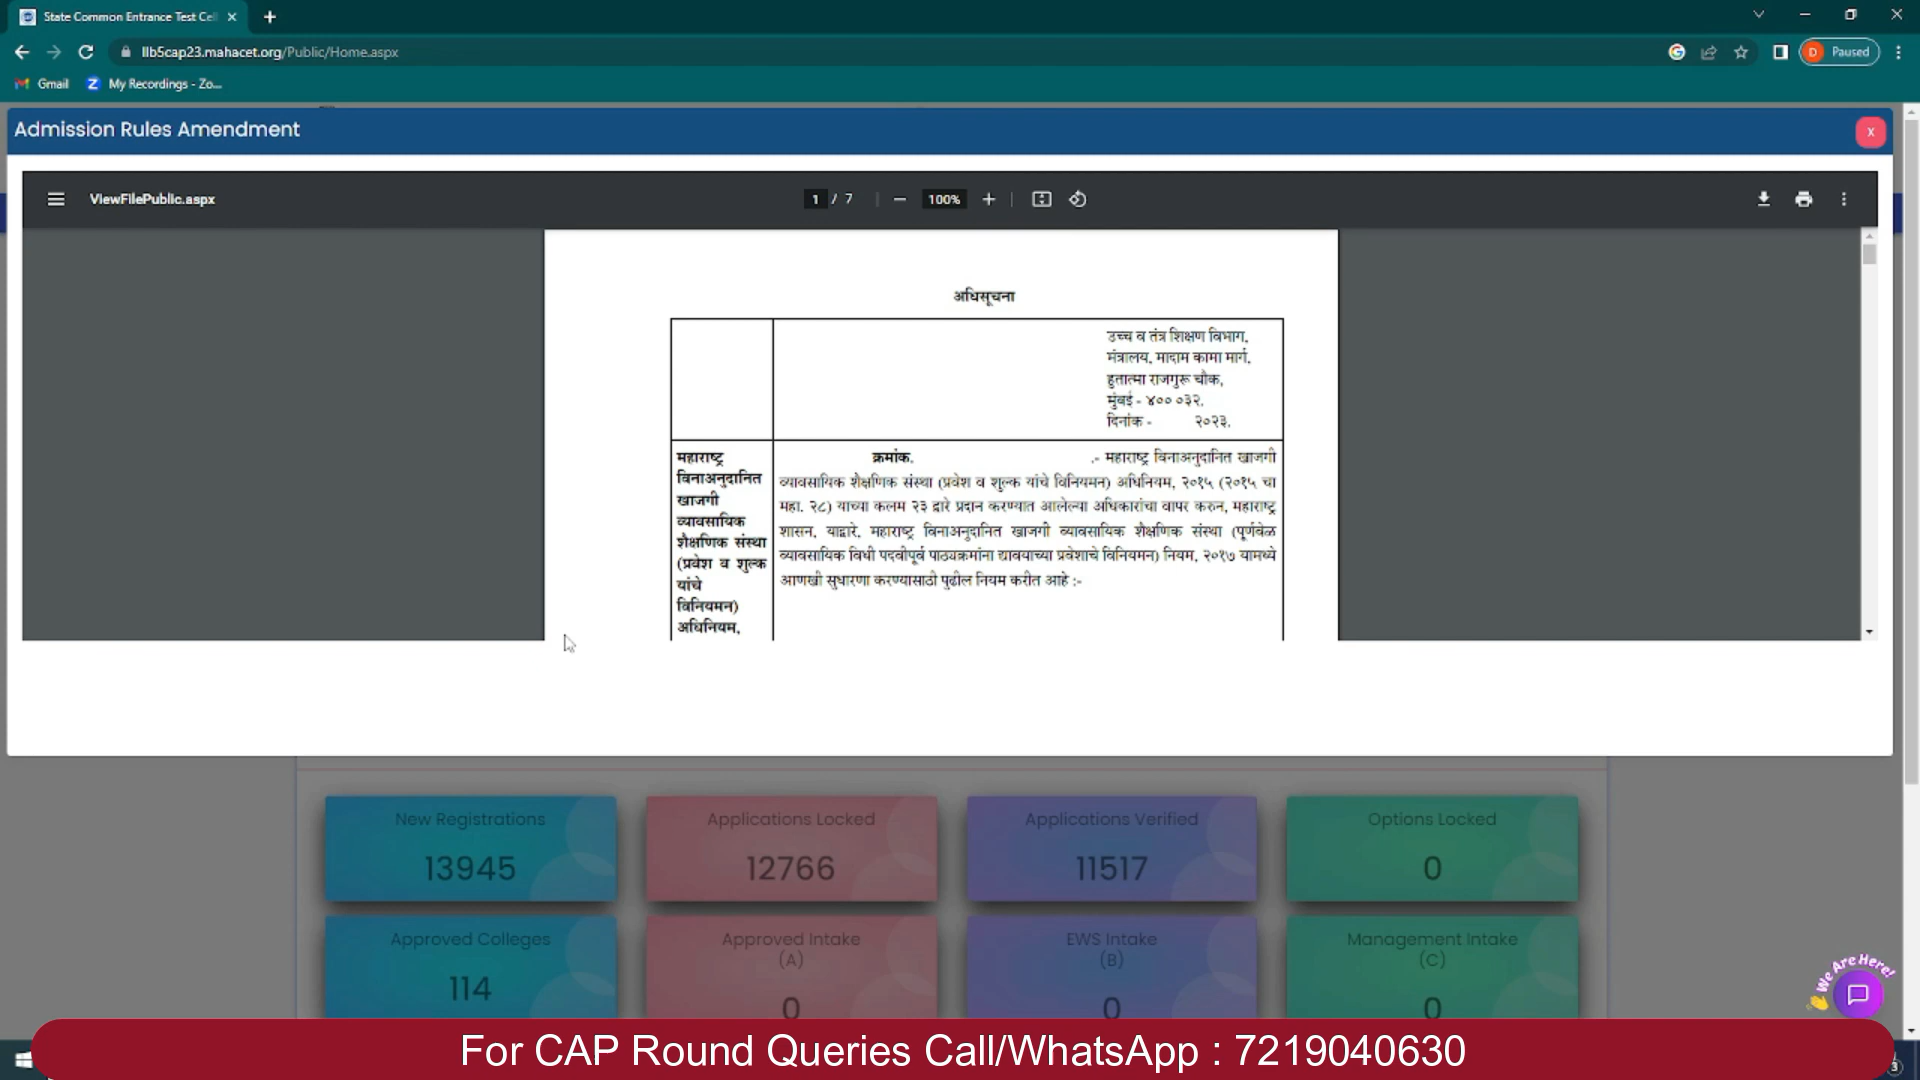 State Common Entrance Test Cel
llb5cap23.mahacet.org/Public/Home.aspx
D Paused
Gmail
My Recordings - Zo...
Admission Rules Amendment
X
ViewFilePublic.aspx
1 / 7
100%
अधिसूचना
उच्च व तंत्र शिक्षण विभाग,
मंत्रालय, मादाम कामा मार्ग,
हुतात्मा राजगुरू चौक,
मुंबई - ४०० ०३२.
दिनांक - २०२३.
महाराष्ट्र
विनाअनुदानित
खाजगी
व्यावसायिक
शैक्षणिक संस्था
(प्रवेश व शुल्क
यांचे
विनियमन)
अधिनियम,
क्रमांक. .- महाराष्ट्र विनाअनुदानित खाजगी
व्यावसायिक शैक्षणिक संस्था (प्रवेश व शुल्क यांचे विनियमन) अधिनियम, २०१५ (२०१५ चा
महा. २८) याच्या कलम २३ द्वारे प्रदान करण्यात आलेल्या अधिकारांचा वापर करुन, महाराष्ट्र
शासन, याद्वारे, महाराष्ट्र विनाअनुदानित खाजगी व्यावसायिक शैक्षणिक संस्था (पूर्णवेळ
व्यावसायिक विधी पदवीपूर्व पाठ्यक्रमांना द्यावयाच्या प्रवेशाचे विनियमन) नियम, २०१७ यामध्ये
आणखी सुधारणा करण्यासाठी पुढील नियम करीत आहे :-
New Registrations
13945
Applications Locked
12766
Applications Verified
11517
Options Locked
0
Approved Colleges
114
Approved Intake
(A)
0
EWS Intake
(B)
0
Management Intake
(C)
0
We Are Here!
For CAP Round Queries Call/WhatsApp : 7219040630
3